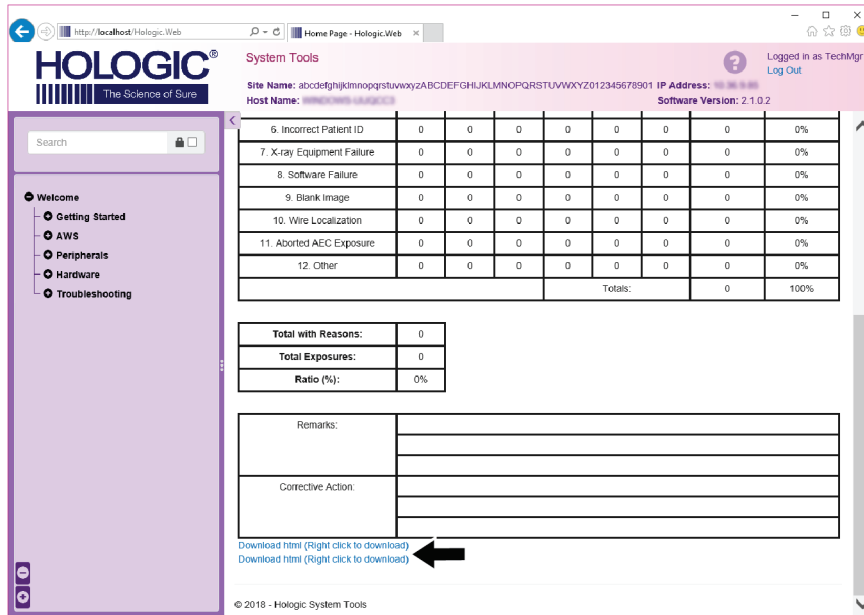 http://localhost/Hologic.Web
Home Page - Hologic.Web
HOLOGIC®
The Science of Sure
System Tools
?
Logged in as TechMgr
Log Out
Site Name: abcdefghijklmnopqrstuvwxyzABCDEFGHIJKLMNOPQRSTUVWXYZ012345678901 IP Address:
Host Name:
Software Version: 2.1.0.2
Search
Welcome
Getting Started
AWS
Peripherals
Hardware
Troubleshooting
6. Incorrect Patient ID 0 0 0 0 0 0 0 0%
7. X-ray Equipment Failure 0 0 0 0 0 0 0 0%
8. Software Failure 0 0 0 0 0 0 0 0%
9. Blank Image 0 0 0 0 0 0 0 0%
10. Wire Localization 0 0 0 0 0 0 0 0%
11. Aborted AEC Exposure 0 0 0 0 0 0 0 0%
12. Other 0 0 0 0 0 0 0 0%
Totals: 0 100%
Total with Reasons: 0
Total Exposures: 0
Ratio (%): 0%
Remarks:
Corrective Action:
Download html (Right click to download)
Download html (Right click to download)
© 2018 - Hologic System Tools